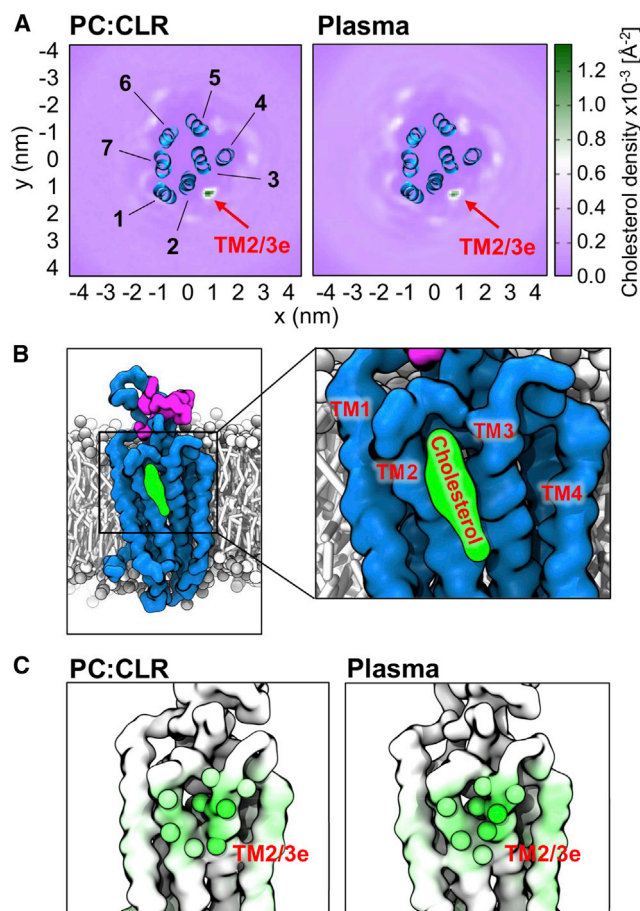 A
PC:CLR
Plasma
-4
-3
-2
-1
0
1
2
3
4
y (nm)
6
5
4
7
3
1
2
TM2/3e
TM2/3e
-4 -3 -2 -1 0 1 2 3 4
-4 -3 -2 -1 0 1 2 3 4
x (nm)
1.2
1.0
0.8
0.6
0.4
0.2
0.0
Cholesterol density x10-3 [Å-2]
B
TM1
TM2
TM3
TM4
Cholesterol
C
PC:CLR
Plasma
TM2/3e
TM2/3e